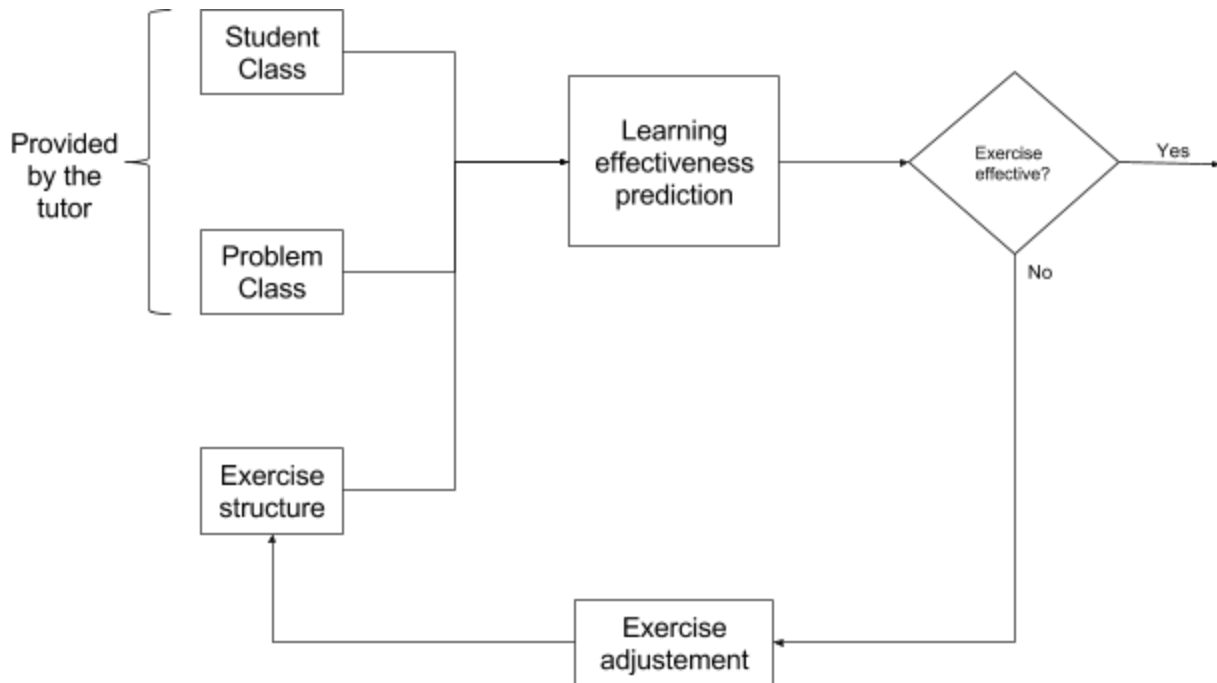 Student
Class
Provided
by the
tutor
Problem
Class
Learning
effectiveness
prediction
Exercise
effective?
Yes
No
Exercise
structure
Exercise
adjustement